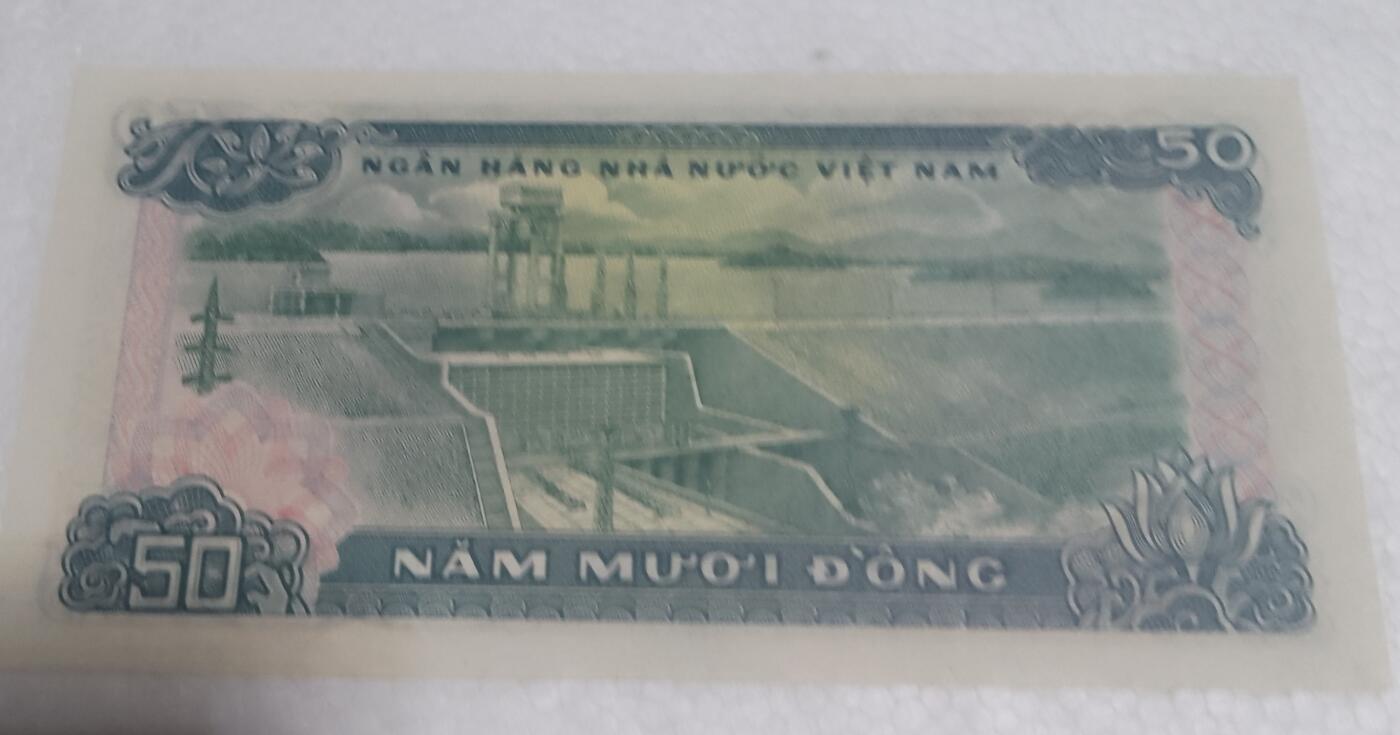 NGÂN HÀNG NHÀ NƯỚC VIỆT NAM
50
50
NĂM MƯƠI ĐỒNG